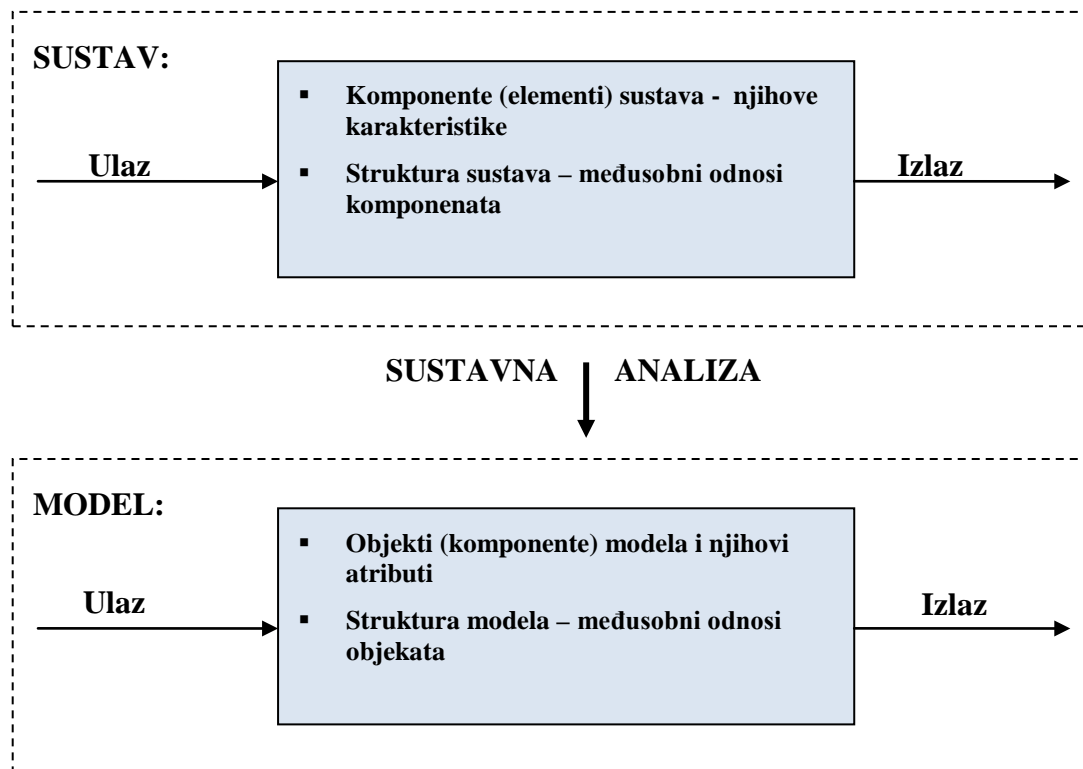 SUSTAV:
▪ Komponente (elementi) sustava - njihove
karakteristike
Ulaz
▪ Struktura sustava – međusobni odnosi
komponenata
Izlaz
SUSTAVNA ANALIZA
MODEL:
▪ Objekti (komponente) modela i njihovi
atributi
Ulaz
▪ Struktura modela – međusobni odnosi
objekata
Izlaz